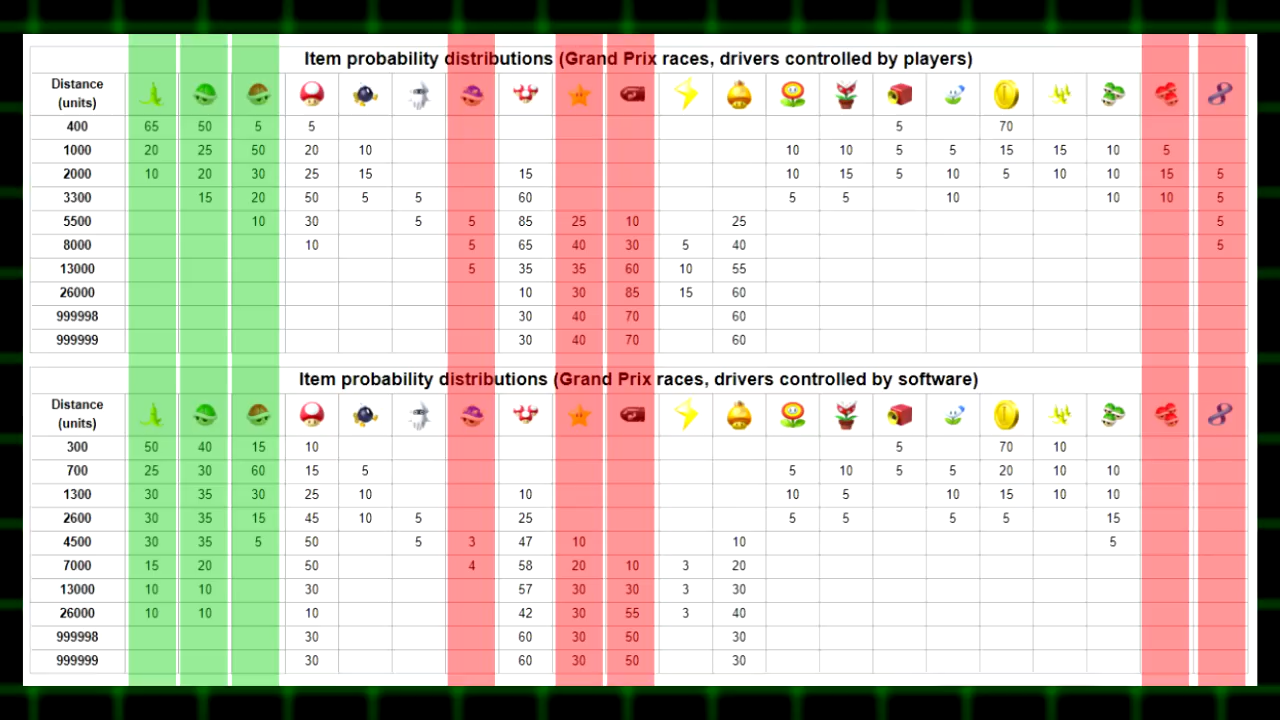 Item probability distributions (Grand Prix races, drivers controlled by players)
Distance
(units)
400 65 50 5 5 5 70
1000 20 25 50 20 10 10 10 5 5 15 15 10 5
2000 10 20 30 25 15 15 10 15 5 10 5 10 10 15 5
3300 15 20 50 5 5 60 5 5 10 10 10 5
5500 10 30 5 5 85 25 10 25 5
8000 10 5 65 40 30 5 40 5
13000 5 35 35 60 10 55
26000 10 30 85 15 60
999998 30 40 70 60
999999 30 40 70 60
Item probability distributions (Grand Prix races, drivers controlled by software)
Distance
(units)
300 50 40 15 10 5 70 10
700 25 30 60 15 5 5 10 5 5 20 10 10
1300 30 35 30 25 10 10 10 5 10 15 10 10
2600 30 35 15 45 10 5 25 5 5 5 5 15
4500 30 35 5 50 5 3 47 10 10 5
7000 15 20 50 4 58 20 10 3 20
13000 10 10 30 57 30 30 3 30
26000 10 10 10 42 30 55 3 40
999998 30 60 30 50 30
999999 30 60 30 50 30